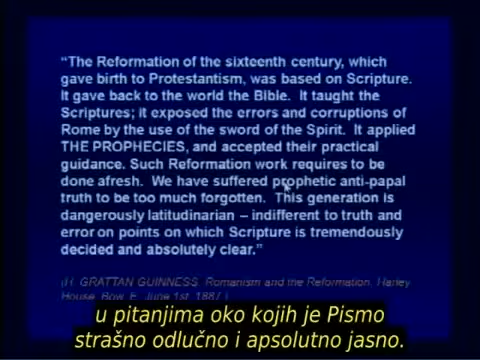 “The Reformation of the sixteenth century, which
gave birth to Protestantism, was based on Scripture.
It gave back to the world the Bible.  It taught the
Scriptures; it exposed the errors and corruptions of
Rome by the use of the sword of the Spirit.  It applied
THE PROPHECIES, and accepted their practical
guidance. Such Reformation work requires to be
done afresh.  We have suffered prophetic anti-papal
truth to be too much forgotten.  This generation is
dangerously latitudinarian – indifferent to truth and
error on points on which Scripture is tremendously
decided and absolutely clear.”
(H. GRATTAN GUINNESS. Romanism and the Reformation. Harley
House, Bow, E. June 1st, 1887.)
u pitanjima oko kojih je Pismo
strašno odlučno i apsolutno jasno.